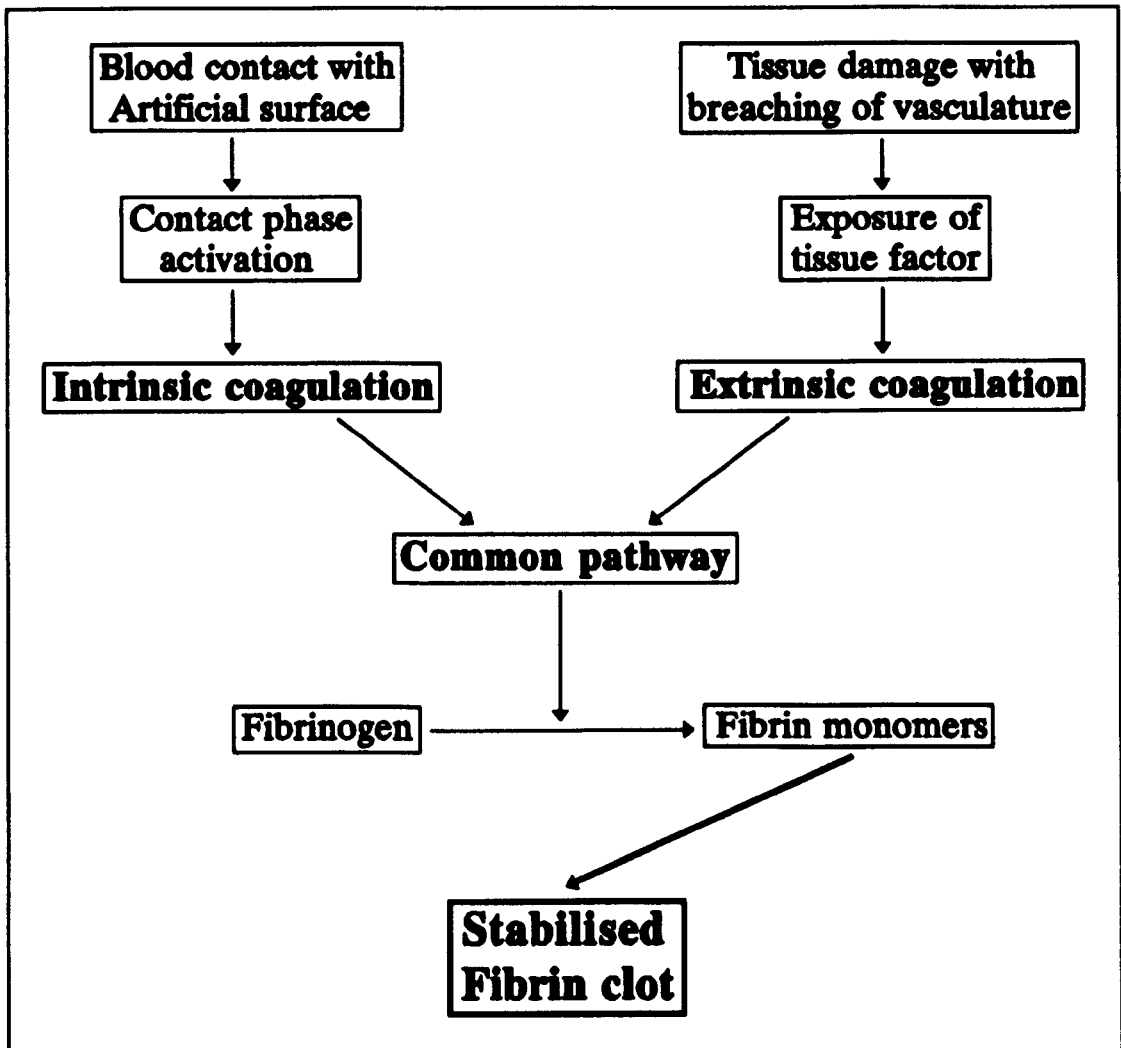 Blood contact with
Artificial surface
Tissue damage with
breaching of vasculature
Contact phase
activation
Exposure of
tissue factor
Intrinsic coagulation
Extrinsic coagulation
Common pathway
Fibrinogen
Fibrin monomers
Stabilised
Fibrin clot